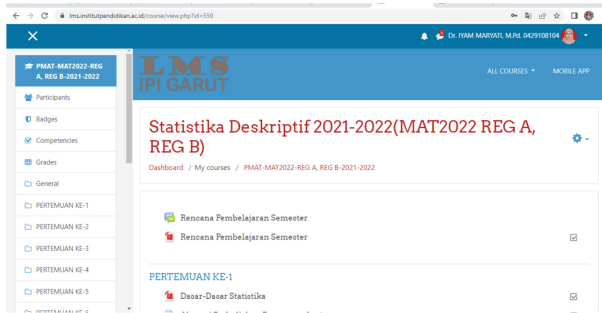 lms.institutpendidikan.ac.id/course/view.php?id=550
Dr. IYAM MARYATI, M.Pd. 0429108104
PMAT-MAT2022-REG
A, REG B-2021-2022
Participants
Badges
Competencies
Grades
General
PERTEMUAN KE-1
PERTEMUAN KE-2
PERTEMUAN KE-3
PERTEMUAN KE-4
PERTEMUAN KE-5
LMS
IPI GARUT
ALL COURSES
MOBILE APP
Statistika Deskriptif 2021-2022(MAT2022 REG A,
REG B)
Dashboard / My courses / PMAT-MAT2022-REG A, REG B-2021-2022
Rencana Pembelajaran Semester
Rencana Pembelajaran Semester
PERTEMUAN KE-1
Dasar-Dasar Statistika